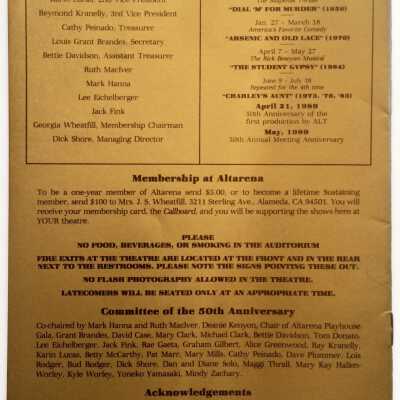 Karin Lucas, 2nd Vice President
Beymond Kranelly, 3rd Vice President
Cathy Peinado, Treasurer
Louis Grant Brandes, Secretary
Bettie Davidson, Assistant Treasurer
Ruth MacIver
Mark Hanna
Lee Eichelberger
Jack Fink
Georgia Wheatfill, Membership Chairman
Dick Shore, Managing Director
The Suspense Thriller
"DIAL 'M' FOR MURDER" (1956)
Jan. 27 - March 18
America's Favorite Comedy
"ARSENIC AND OLD LACE" (1970)
April 7 - May 27
The Rick Besoyan Musical
"THE STUDENT GYPSY" (1984)
June 9 - July 18
Repeated for the 4th time
"CHARLEY'S AUNT" (1973, '76, '83)
April 21, 1989
50th Anniversary of the
first production by ALT
May, 1989
50th Annual Meeting Anniversary
Membership at Altarena
To be a one-year member of Altarena send $5.00, or to become a lifetime Sustaining
member, send $100 to Mrs. J. S. Wheatfill, 3211 Sterling Ave., Alameda, CA 94501. You will
receive your membership card, the Callboard, and you will be supporting the shows here at
YOUR theatre.
PLEASE
NO FOOD, BEVERAGES, OR SMOKING IN THE AUDITORIUM
FIRE EXITS AT THE THEATRE ARE LOCATED AT THE FRONT AND IN THE REAR
NEXT TO THE RESTROOMS. PLEASE NOTE THE SIGNS POINTING THESE OUT.
NO FLASH PHOTOGRAPHY ALLOWED IN THE THEATRE.
LATECOMERS WILL BE SEATED ONLY AT AN APPROPRIATE TIME.
Committee of the 50th Anniversary
Co-chaired by Mark Hanna and Ruth MacIver. Deanie Kenyon, Chair of Altarena Playhouse
Gala, Grant Brandes, David Case, Mary Clark, Michael Clark, Bettie Davidson, Tom Donato,
Lee Eichelberger, Jack Fink, Rae Gaeta, Graham Gilbert, Alice Greenwood, Ray Kranelly,
Karin Lucas, Betty McCarthy, Pat Marr, Mary Mills, Cathy Peinado, Dave Plummer, Lois
Rodger, Bud Rodger, Dick Shore, Dan and Diane Solo, Maggi Thrall, Mary Kay Hallen-
Worley, Kyle Worley, Yoneko Yamasaki, Mindy Zachary.
Acknowledgements